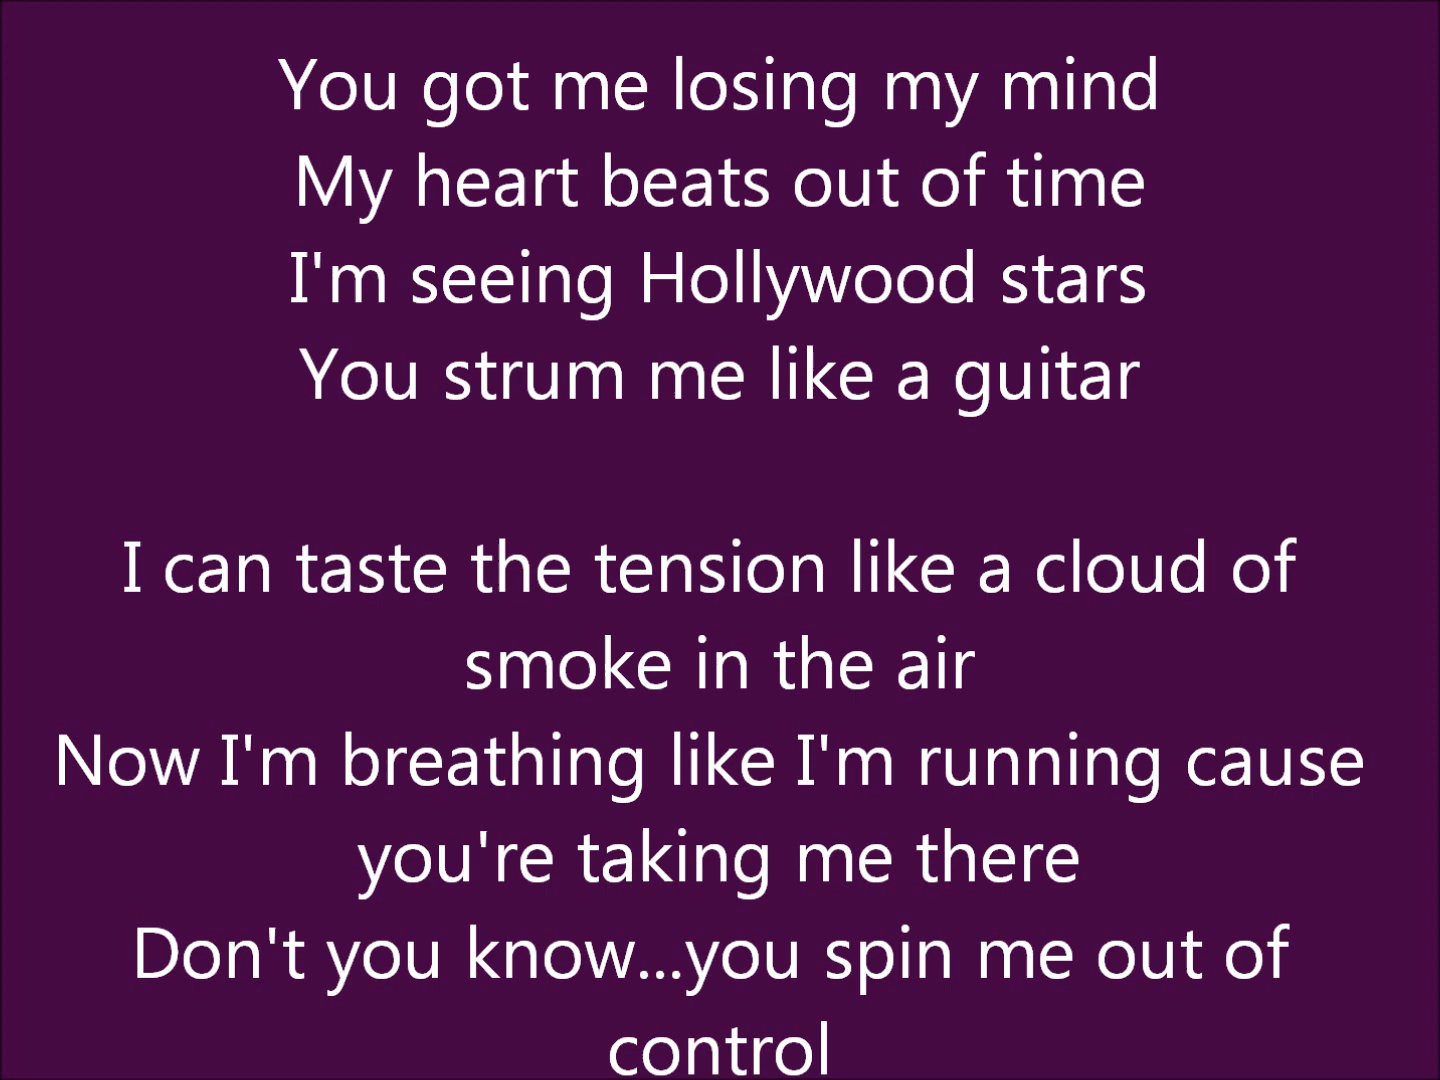 You got me losing my mind
My heart beats out of time
I'm seeing Hollywood stars
You strum me like a guitar
I can taste the tension like a cloud of
smoke in the air
Now I'm breathing like I'm running cause
you're taking me there
Don't you know...you spin me out of
control